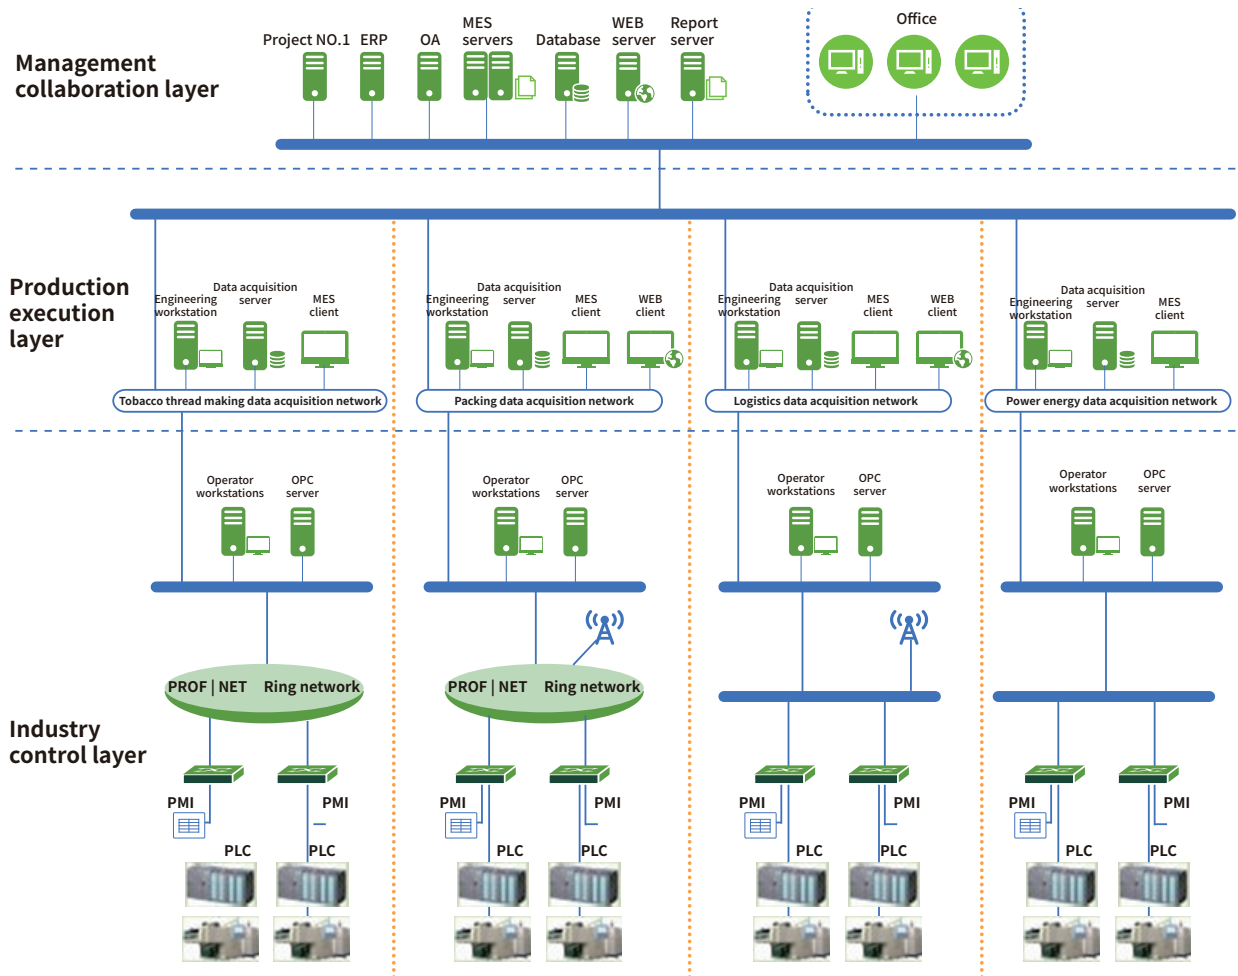 Management
collaboration layer
Project NO.1
ERP
OA
MES
servers
Database
WEB
server
Report
server
Office
Production
execution
layer
Engineering
workstation
Data acquisition
server
MES
client
Engineering
workstation
Data acquisition
server
MES
client
WEB
client
Engineering
workstation
Data acquisition
server
MES
client
WEB
client
Engineering
workstation
Data acquisition
server
MES
client
Tobacco thread making data acquisition network
Packing data acquisition network
Logistics data acquisition network
Power energy data acquisition network
Operator
workstations
OPC
server
Operator
workstations
OPC
server
Operator
workstations
OPC
server
Operator
workstations
OPC
server
PROF | NET Ring network
PROF | NET Ring network
Industry
control layer
PMI
PMI
PMI
PMI
PMI
PMI
PMI
PMI
PLC
PLC
PLC
PLC
PLC
PLC
PLC
PLC